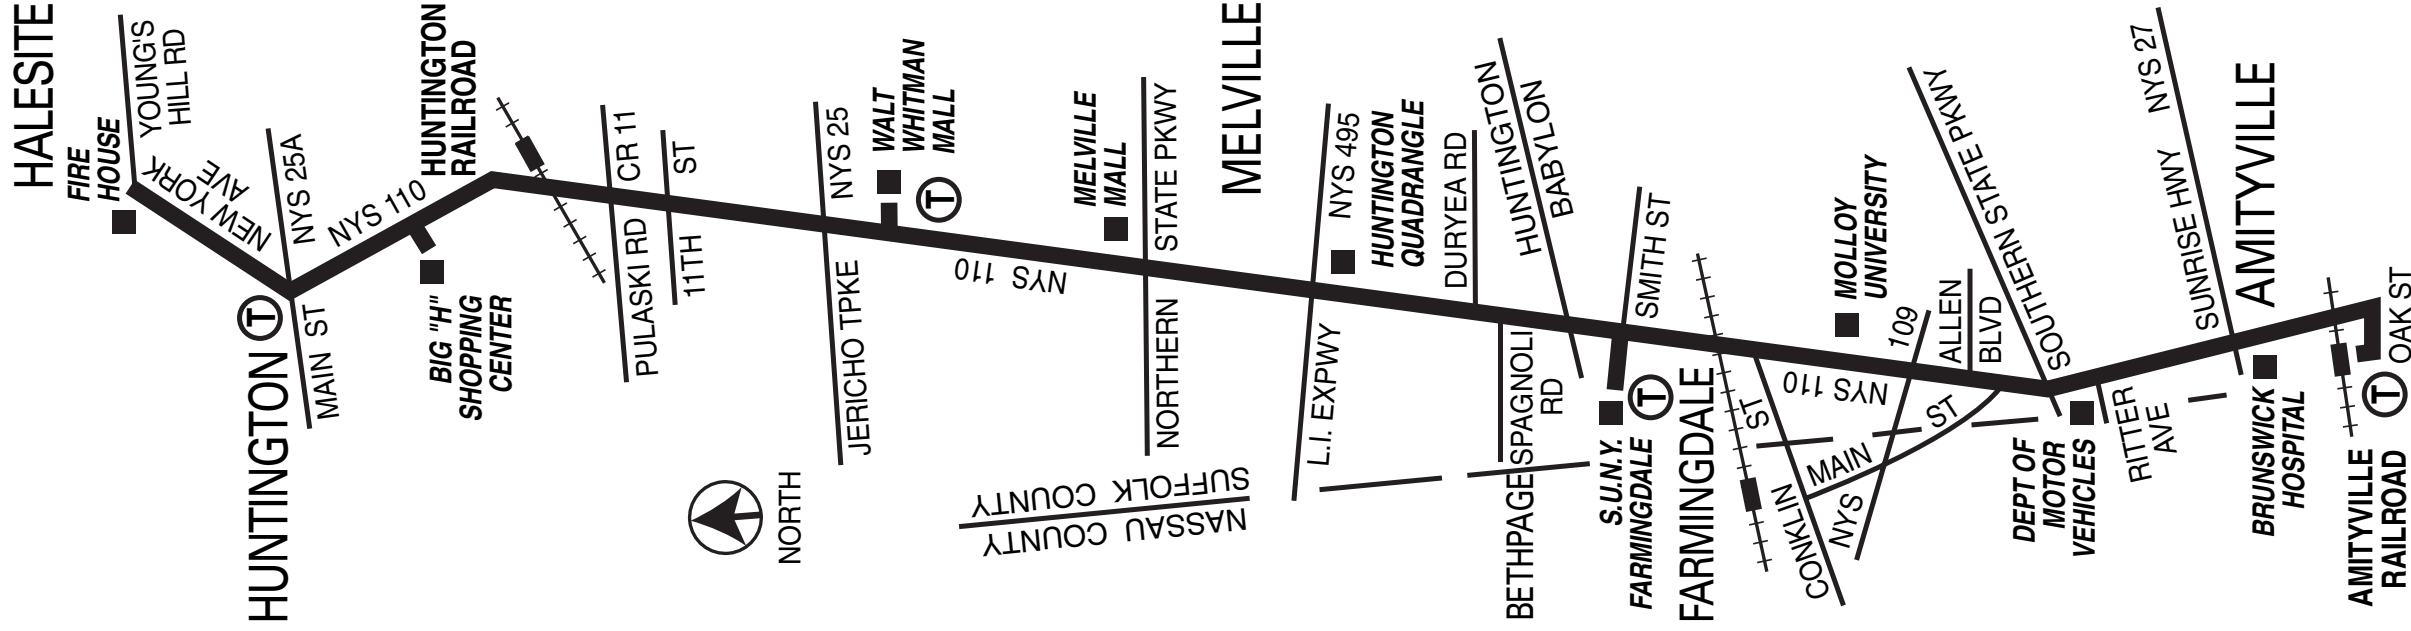 HALESITE
FIRE
HOUSE
YOUNG'S
HILL RD
NEW YORK
AVE
NYS 25A
MAIN ST
HUNTINGTON
T
NYS 110
BIG "H"
SHOPPING
CENTER
HUNTINGTON
RAILROAD
PULASKI RD
CR 11
11TH
ST
NORTH
JERICHO TPKE
NYS 25
WALT
WHITMAN
MALL
T
NYS 110
SUFFOLK COUNTY
NASSAU COUNTY
MELVILLE
MALL
NORTHERN
STATE PKWY
MELVILLE
L.I. EXPWY
NYS 495
HUNTINGTON
QUADRANGLE
DURYEA RD
HUNTINGTON
BABYLON
BETHPAGE SPAGNOLI
RD
S.U.N.Y.
FARMINGDALE
T
SMITH ST
FARMINGDALE
CONKLIN
ST
NYS 110
MOLLOY
UNIVERSITY
MAIN
ST
NYS
109
ALLEN
BLVD
SOUTHERN STATE PKWY
DEPT OF
MOTOR
VEHICLES
RITTER
AVE
SUNRISE HWY
NYS 27
AMITYVILLE
BRUNSWICK
HOSPITAL
AMITYVILLE
RAILROAD
T
OAK ST